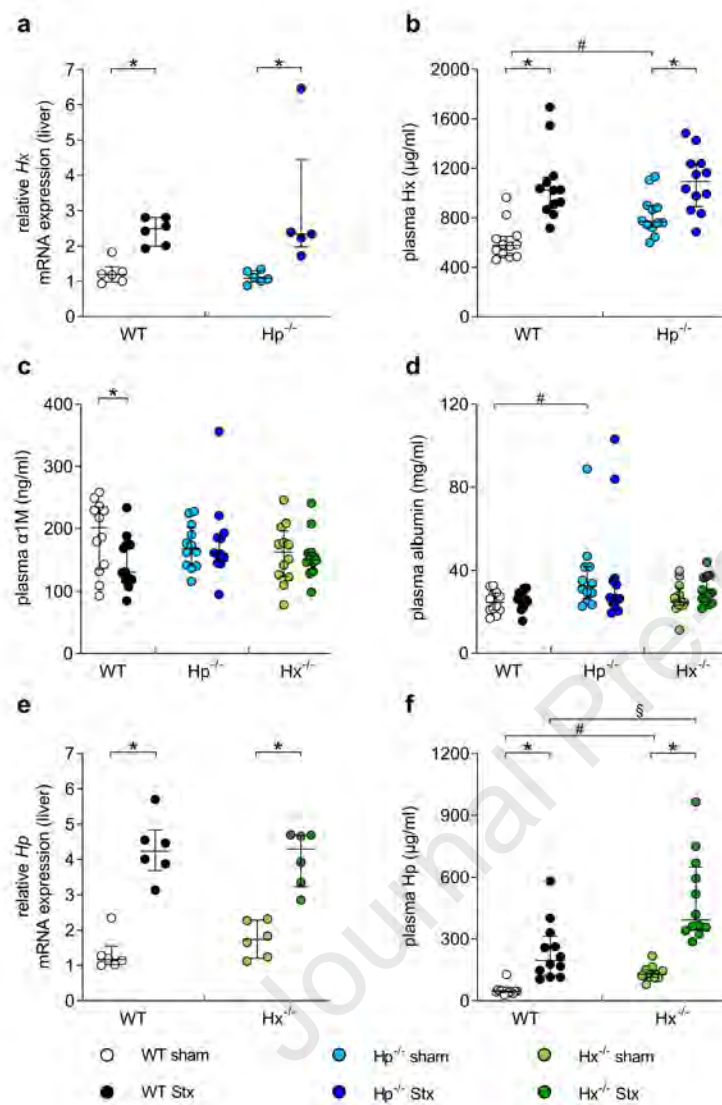 a
relative Hx
mRNA expression (liver)
7
6
5
4
3
2
1
0
*
*
WT
Hp-/-
b
plasma Hx (µg/ml)
2000
1600
1200
800
400
0
#
*
*
WT
Hp-/-
c
plasma α1M (ng/ml)
400
300
200
100
0
*
WT
Hp-/-
Hx-/-
d
plasma albumin (mg/ml)
120
80
40
0
#
WT
Hp-/-
Hx-/-
e
relative Hp
mRNA expression (liver)
7
6
5
4
3
2
1
0
*
*
WT
Hx-/-
f
plasma Hp (µg/ml)
1200
900
600
300
0
§
#
*
*
WT
Hx-/-
WT sham
Hp-/- sham
Hx-/- sham
WT Stx
Hp-/- Stx
Hx-/- Stx
Journal Pre